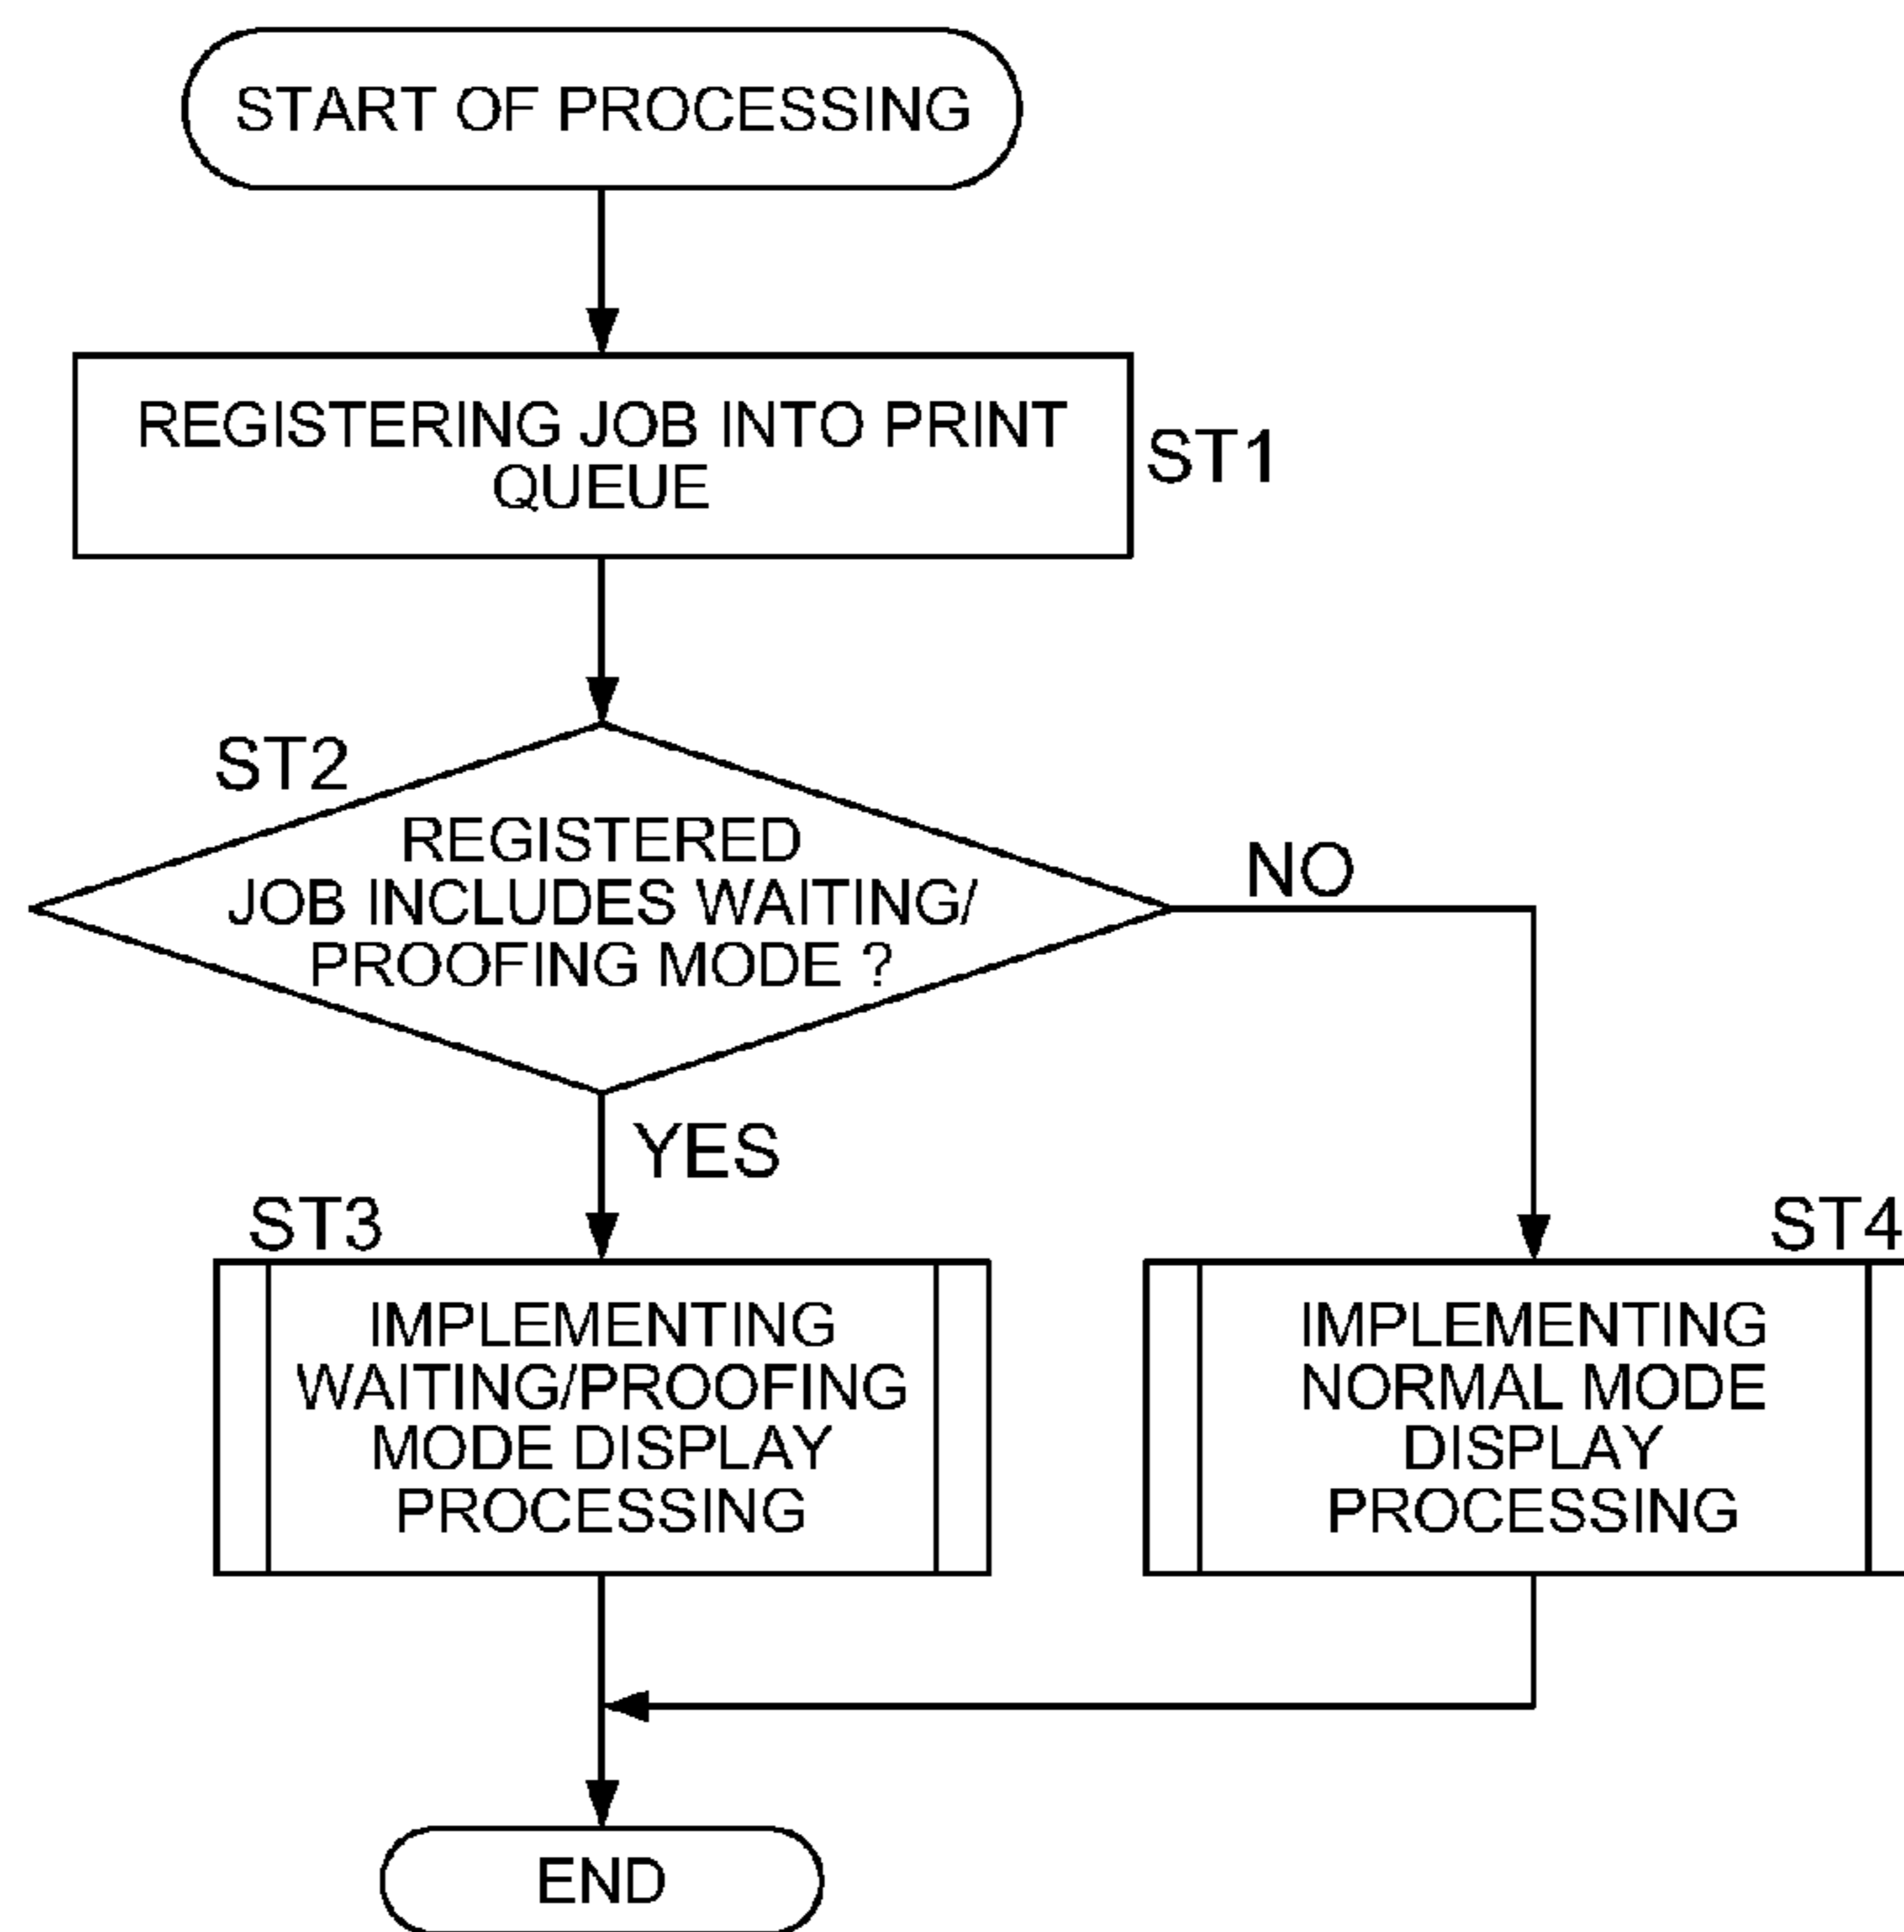 START OF PROCESSING
REGISTERING JOB INTO PRINT
QUEUE
ST1
ST2
REGISTERED
JOB INCLUDES WAITING/
PROOFING MODE ?
NO
YES
ST3
IMPLEMENTING
WAITING/PROOFING
MODE DISPLAY
PROCESSING
ST4
IMPLEMENTING
NORMAL MODE
DISPLAY
PROCESSING
END